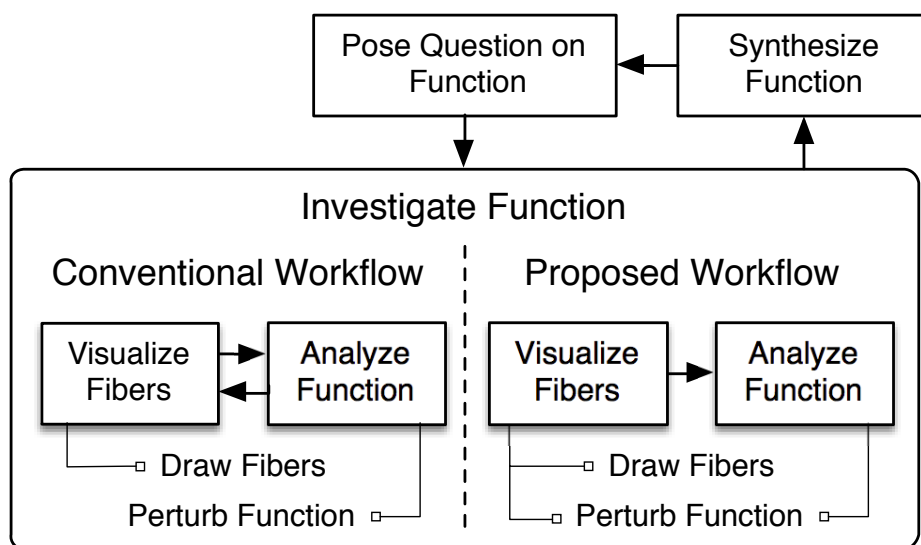 Pose Question on
Function
Synthesize
Function
Investigate Function
Conventional Workflow
Proposed Workflow
Visualize
Fibers
Analyze
Function
Visualize
Fibers
Analyze
Function
Draw Fibers
Perturb Function
Draw Fibers
Perturb Function